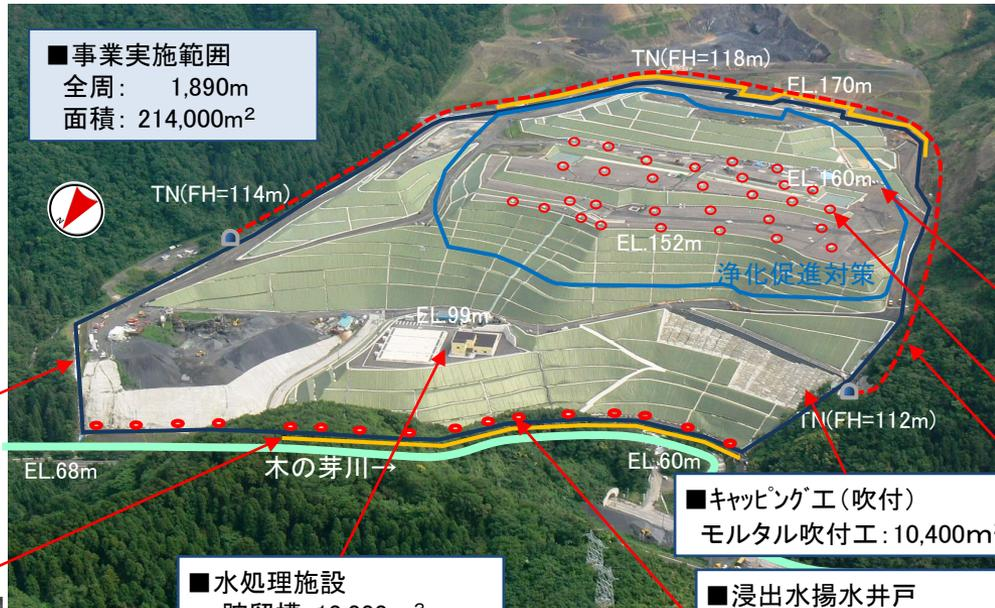 ■事業実施範囲
全周： 1,890m
面積： 214,000m²
TN(FH=118m)
EL.170m
TN(FH=114m)
N
EL.160m
EL.152m
浄化促進対策
EL.99m
TN(FH=112m)
EL.68m
木の芽川→
EL.60m
■キャッピング工（吹付）
モルタル吹付工：10,400m
■水処理施設
■浸出水揚水井戸